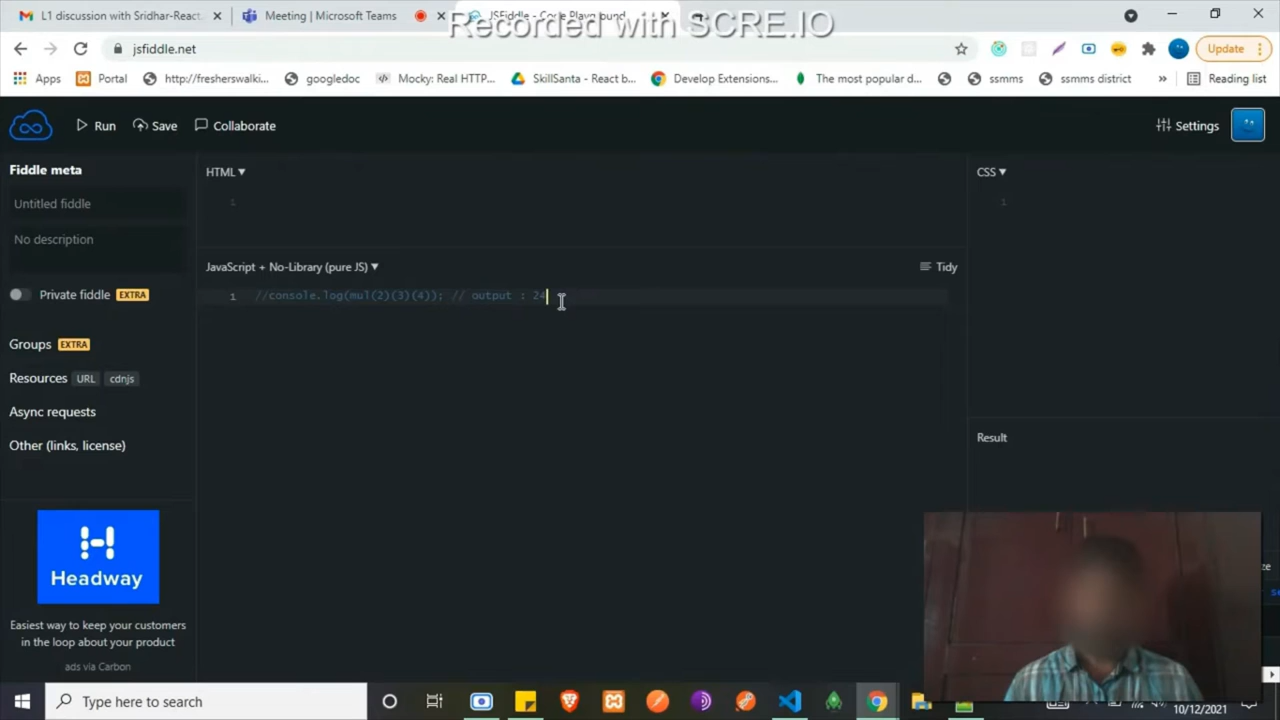 L1 discussion with Sridhar-React
Meeting | Microsoft Teams
JSFiddle - Code Playground
Recorded with SCRE.IO
jsfiddle.net
Update
Apps
Portal
http://fresherswalki...
googledoc
Mocky: Real HTTP...
SkillSanta - React b...
Develop Extensions...
The most popular d...
ssmms
ssmms district
»
Reading list
Run
Save
Collaborate
Settings
Fiddle meta
Untitled fiddle
No description
Private fiddle EXTRA
Groups EXTRA
Resources URL cdnjs
Async requests
Other (links, license)
Headway
Easiest way to keep your customers
in the loop about your product
ads via Carbon
HTML
1
CSS
1
JavaScript + No-Library (pure JS)
Tidy
1 //console.log(mul(2)(3)(4)); // output : 24
Result
Type here to search
10/12/2021